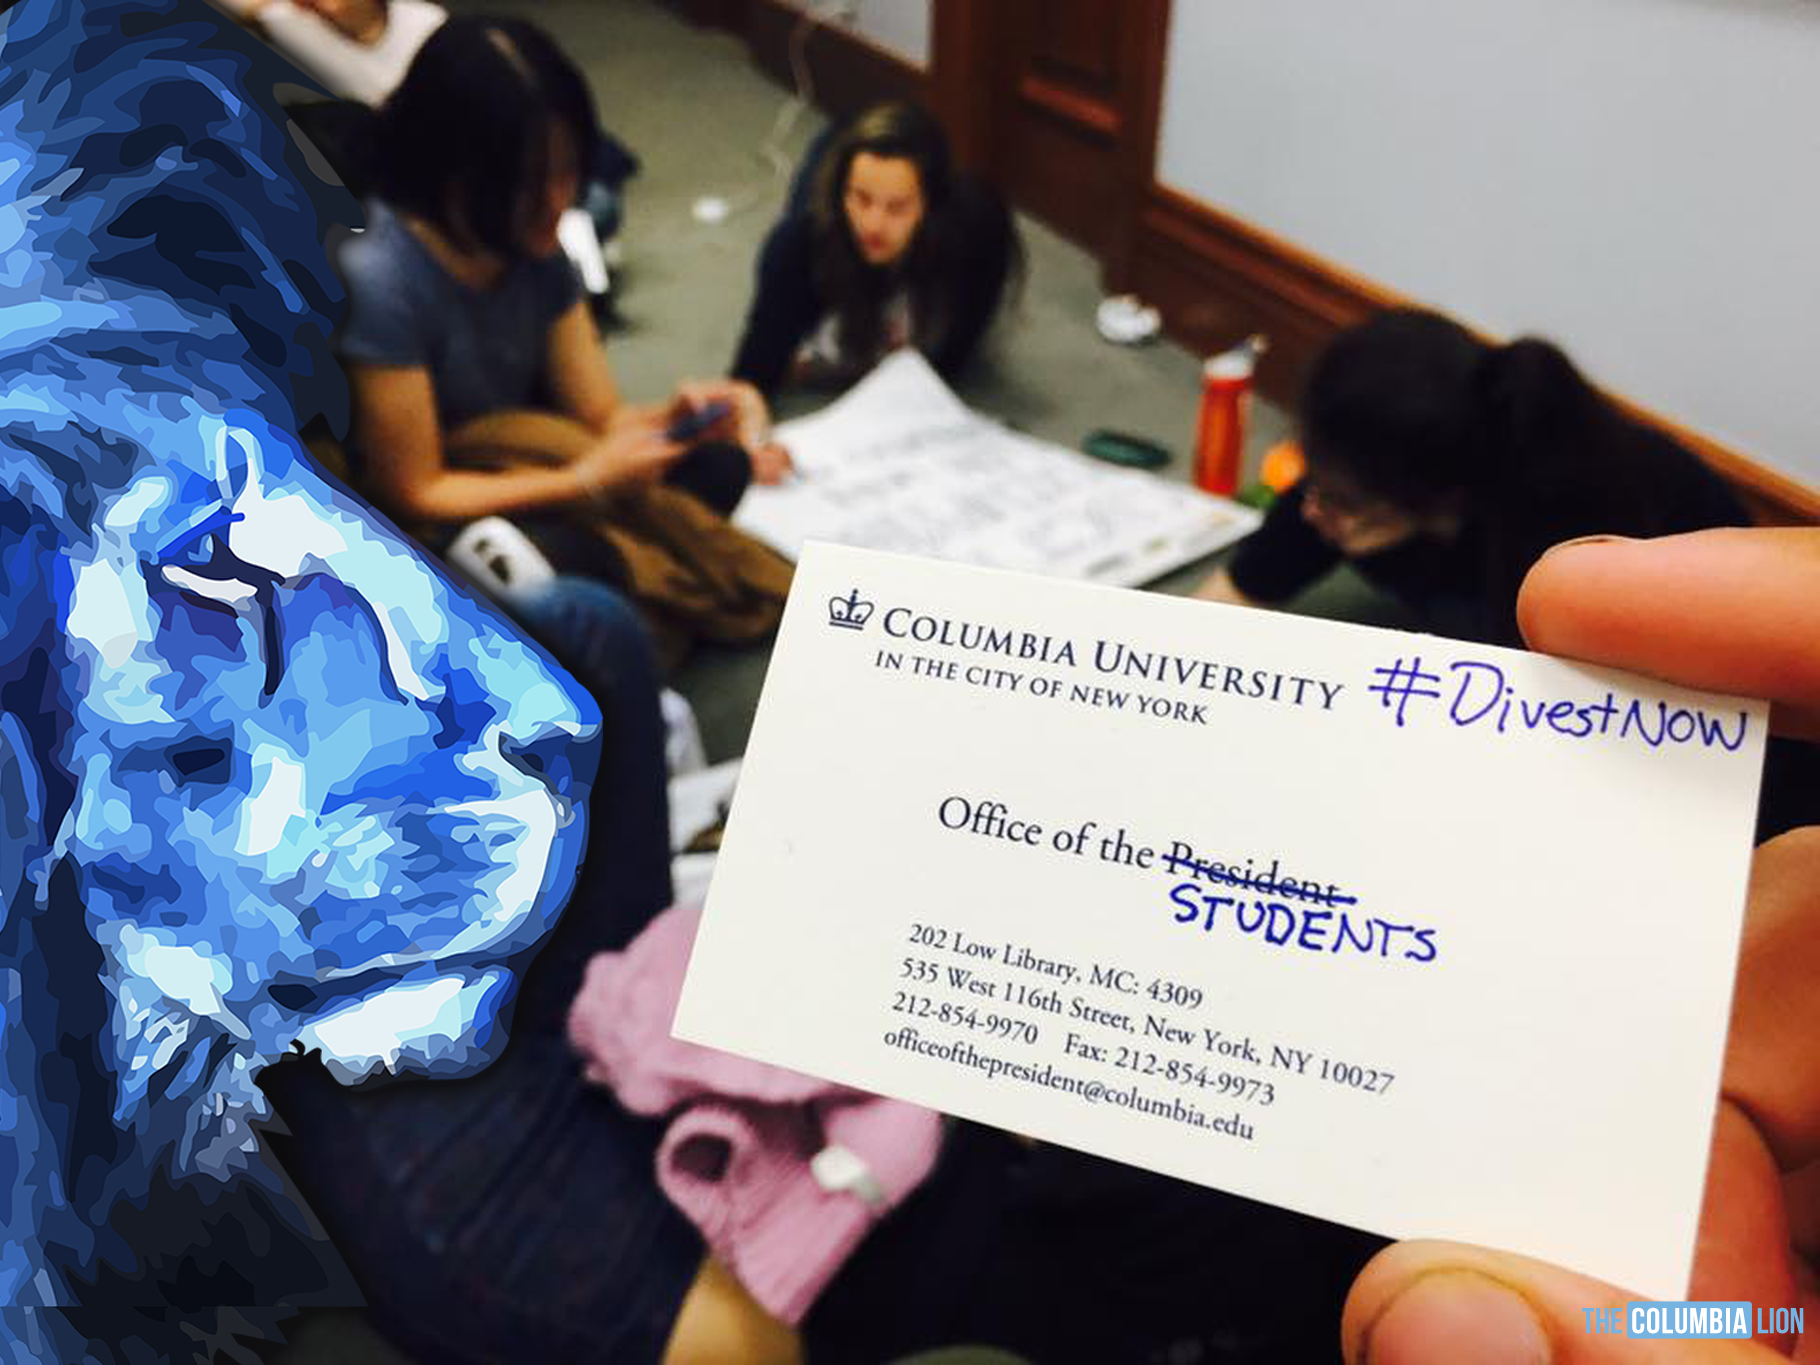 COLUMBIA UNIVERSITY #DivestNow
IN THE CITY OF NEW YORK
Office of the President
STUDENTS
202 Low Library, MC: 4309
535 West 116th Street, New York, NY 10027
212-854-9970 Fax: 212-854-9973
officeofthepresident@columbia.edu
THE COLUMBIA LION